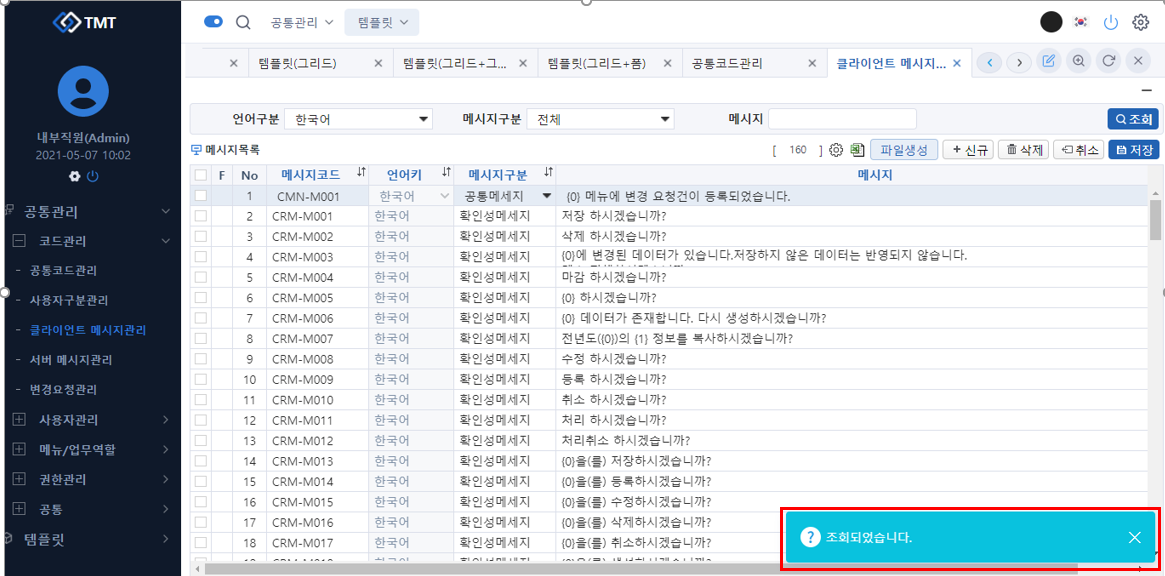 TMT
공통관리
템플릿
내부직원(Admin)
2021-05-07 10:02
공통관리
코드관리
- 공통코드관리
- 사용자구분관리
- 클라이언트 메시지관리
- 서버 메시지관리
- 변경요청관리
사용자관리
메뉴/업무역할
권한관리
공통
템플릿
템플릿(그리드)
템플릿(그리드+그...
템플릿(그리드+폼)
공통코드관리
클라이언트 메시지...
언어구분 한국어 메시지구분 전체 메시지 조회
메시지목록 [ 160 ] 파일생성 + 신규 삭제 취소 저장
F No 메시지코드 언어키 메시지구분 메시지
1 CMN-M001 한국어 공통메세지 {0} 메뉴에 변경 요청건이 등록되었습니다.
2 CRM-M001 한국어 확인성메세지 저장 하시겠습니까?
3 CRM-M002 한국어 확인성메세지 삭제 하시겠습니까?
4 CRM-M003 한국어 확인성메세지 {0}에 변경된 데이터가 있습니다.저장하지 않은 데이터는 반영되지 않습니다.
5 CRM-M004 한국어 확인성메세지 마감 하시겠습니까?
6 CRM-M005 한국어 확인성메세지 {0} 하시겠습니까?
7 CRM-M006 한국어 확인성메세지 {0} 데이터가 존재합니다. 다시 생성하시겠습니까?
8 CRM-M007 한국어 확인성메세지 전년도({0})의 {1} 정보를 복사하시겠습니까?
9 CRM-M008 한국어 확인성메세지 수정 하시겠습니까?
10 CRM-M009 한국어 확인성메세지 등록 하시겠습니까?
11 CRM-M010 한국어 확인성메세지 취소 하시겠습니까?
12 CRM-M011 한국어 확인성메세지 처리 하시겠습니까?
13 CRM-M012 한국어 확인성메세지 처리취소 하시겠습니까?
14 CRM-M013 한국어 확인성메세지 {0}을(를) 저장하시겠습니까?
15 CRM-M014 한국어 확인성메세지 {0}을(를) 등록하시겠습니까?
16 CRM-M015 한국어 확인성메세지 {0}을(를) 수정하시겠습니까?
17 CRM-M016 한국어 확인성메세지 {0}을(를) 삭제하시겠습니까?
18 CRM-M017 한국어 확인성메세지 {0}을(를) 취소하시겠습니까?
조회되었습니다.